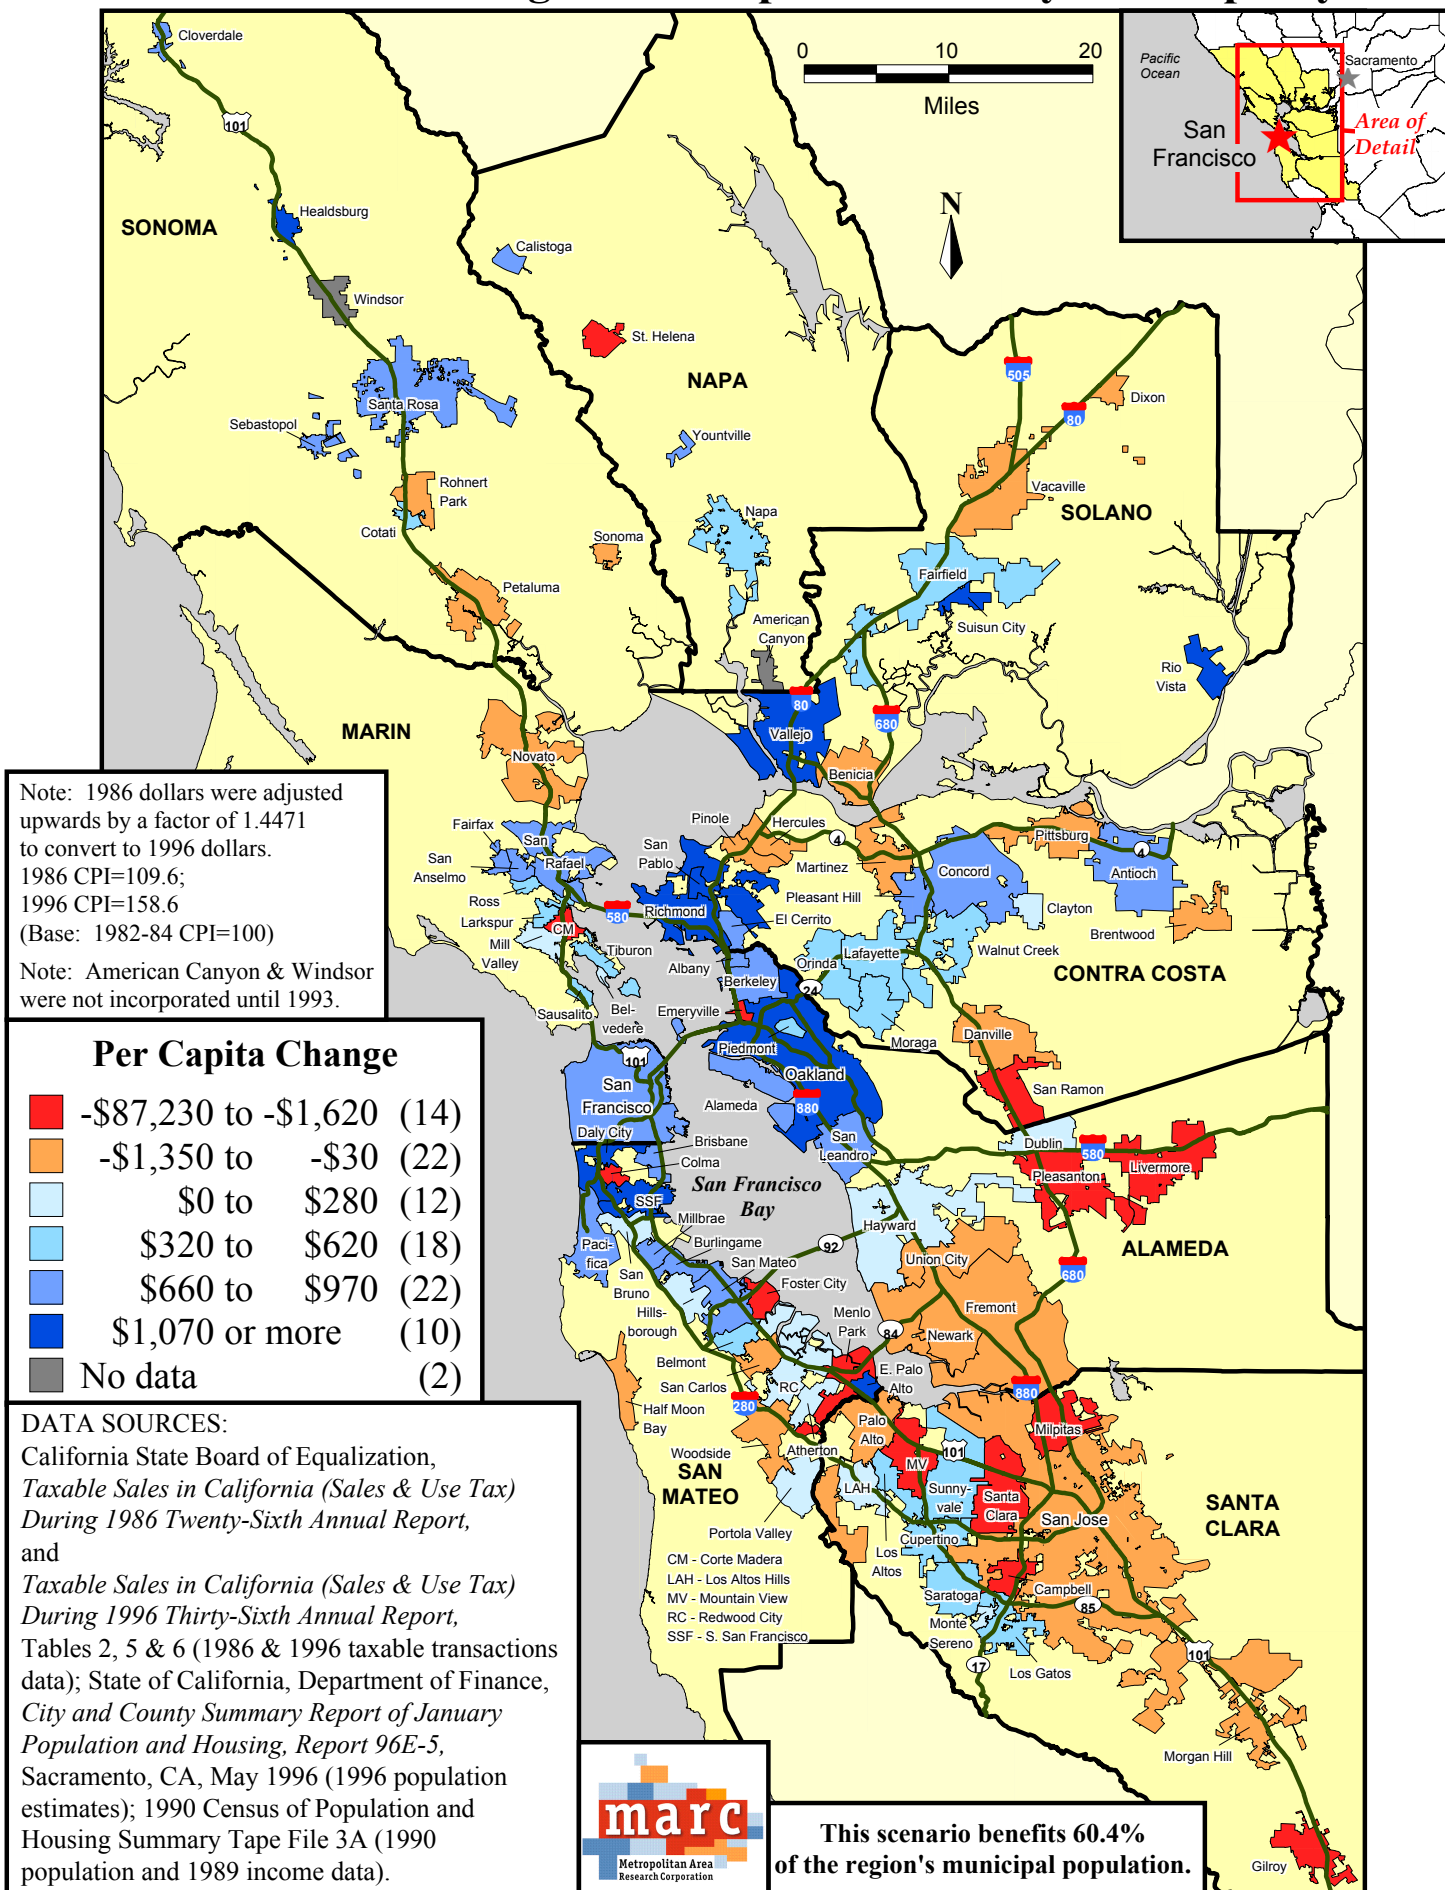 Cloverdale
101
Healdsburg
SONOMA
Windsor
Calistoga
St. Helena
NAPA
Santa Rosa
Sebastopol
Yountville
Rohnert
Park
Cotati
Napa
Sonoma
Petaluma
American
Canyon
0 10 20
Miles
N
Pacific
Ocean
Sacramento
San
Francisco
Area of
Detail
505
80
Dixon
Vacaville
SOLANO
Fairfield
Suisun City
Rio
Vista
80
680
Vallejo
Benicia
MARIN
Novato
Note: 1986 dollars were adjusted
upwards by a factor of 1.4471
to convert to 1996 dollars.
1986 CPI=109.6;
1996 CPI=158.6
(Base: 1982-84 CPI=100)
Note: American Canyon & Windsor
were not incorporated until 1993.
Fairfax
San
Rafael
San
Anselmo
Ross
Larkspur
CM
Mill
Valley
Tiburon
Sausalito
Bel-
vedere
580
San
Pablo
Richmond
Pinole
Hercules
4
Martinez
Pleasant Hill
El Cerrito
Concord
Pittsburg
4
Antioch
Clayton
Brentwood
Walnut Creek
CONTRA COSTA
Albany
Berkeley
Orinda
Lafayette
24
Moraga
Emeryville
Piedmont
Oakland
Danville
San Ramon
Alameda
880
San
Leandro
Dublin
580
Pleasanton
Livermore
ALAMEDA
101
San
Francisco
Daly City
Brisbane
Colma
SSF
San Francisco
Bay
Millbrae
Burlingame
San Mateo
Foster City
Paci-
fica
San
Bruno
Hills-
borough
92
Hayward
Union City
680
Fremont
Newark
Menlo
Park
84
E. Palo
Alto
880
Belmont
San Carlos
RC
280
Half Moon
Bay
Woodside
Atherton
Palo
Alto
SAN
MATEO
Portola Valley
LAH
MV
101
Sunny-
vale
Santa
Clara
Milpitas
San Jose
SANTA
CLARA
Cupertino
Los
Altos
Saratoga
Campbell
85
Monte
Sereno
Los Gatos
17
101
Morgan Hill
Gilroy
Per Capita Change
-$87,230 to -$1,620 (14)
-$1,350 to -$30 (22)
$0 to $280 (12)
$320 to $620 (18)
$660 to $970 (22)
$1,070 or more (10)
No data (2)
CM - Corte Madera
LAH - Los Altos Hills
MV - Mountain View
RC - Redwood City
SSF - S. San Francisco
DATA SOURCES:
California State Board of Equalization,
Taxable Sales in California (Sales & Use Tax)
During 1986 Twenty-Sixth Annual Report,
and
Taxable Sales in California (Sales & Use Tax)
During 1996 Thirty-Sixth Annual Report,
Tables 2, 5 & 6 (1986 & 1996 taxable transactions
data); State of California, Department of Finance,
City and County Summary Report of January
Population and Housing, Report 96E-5,
Sacramento, CA, May 1996 (1996 population
estimates); 1990 Census of Population and
Housing Summary Tape File 3A (1990
population and 1989 income data).
marc
Metropolitan Area
Research Corporation
This scenario benefits 60.4%
of the region's municipal population.